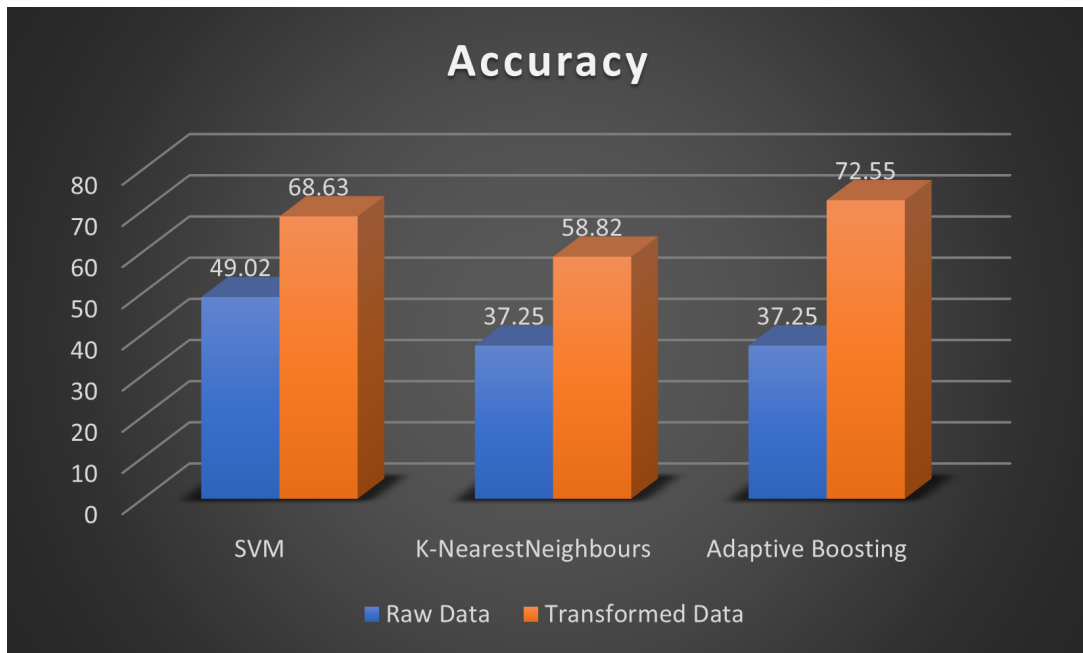 Accuracy
80
70
60
50
40
30
20
10
0
49.02
68.63
37.25
58.82
37.25
72.55
SVM
K-NearestNeighbours
Adaptive Boosting
Raw Data
Transformed Data